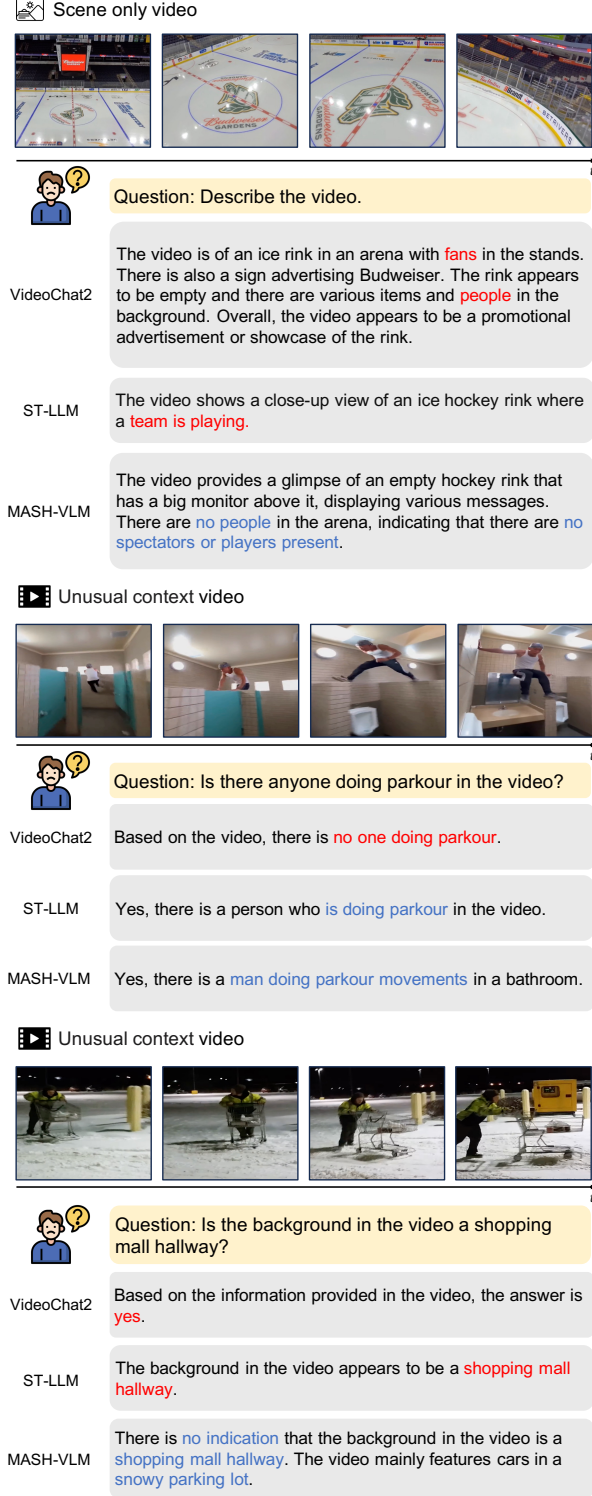 Scene only video
Budweiser
GARDENS
Budweiser
GARDENS
Brandt
BETRIVERS
Question: Describe the video.
VideoChat2
The video is of an ice rink in an arena with fans in the stands.
There is also a sign advertising Budweiser. The rink appears
to be empty and there are various items and people in the
background. Overall, the video appears to be a promotional
advertisement or showcase of the rink.
ST-LLM
The video shows a close-up view of an ice hockey rink where
a team is playing.
MASH-VLM
The video provides a glimpse of an empty hockey rink that
has a big monitor above it, displaying various messages.
There are no people in the arena, indicating that there are no
spectators or players present.
Unusual context video
Question: Is there anyone doing parkour in the video?
VideoChat2
Based on the video, there is no one doing parkour.
ST-LLM
Yes, there is a person who is doing parkour in the video.
MASH-VLM
Yes, there is a man doing parkour movements in a bathroom.
Unusual context video
Question: Is the background in the video a shopping
mall hallway?
VideoChat2
Based on the information provided in the video, the answer is
yes.
ST-LLM
The background in the video appears to be a shopping mall
hallway.
MASH-VLM
There is no indication that the background in the video is a
shopping mall hallway. The video mainly features cars in a
snowy parking lot.